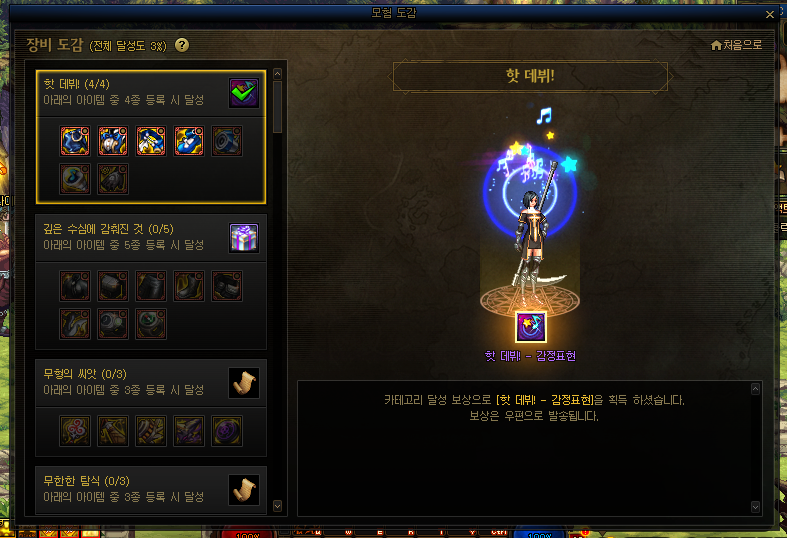 모험 도감
장비 도감 (전체 달성도 3%) ?
처음으로
핫 데뷔! (4/4)
아래의 아이템 중 4종 등록 시 달성
깊은 수심에 감춰진 것 (0/5)
아래의 아이템 중 5종 등록 시 달성
무형의 씨앗 (0/3)
아래의 아이템 중 3종 등록 시 달성
무한한 탐식 (0/3)
아래의 아이템 중 3종 등록 시 달성
핫 데뷔!
핫 데뷔! - 감정표현
카테고리 달성 보상으로 [핫 데뷔! - 감정표현]을 획득 하셨습니다.
보상은 우편으로 발송됩니다.
100%
100%
Ctrl